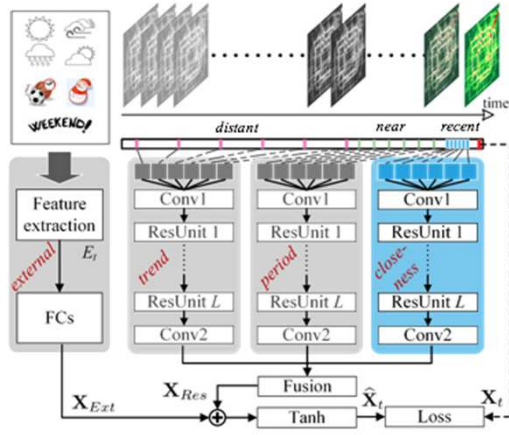 WEEKEND!
time
distant
near
recent
Feature
extraction
E_t
external
FCs
Conv1
ResUnit 1
trend
ResUnit L
Conv2
Conv1
ResUnit 1
period
ResUnit L
Conv2
Conv1
ResUnit 1
close-
ness
ResUnit L
Conv2
Fusion
X_Res
X_Ext
Tanh
X̂_t
Loss
X_t